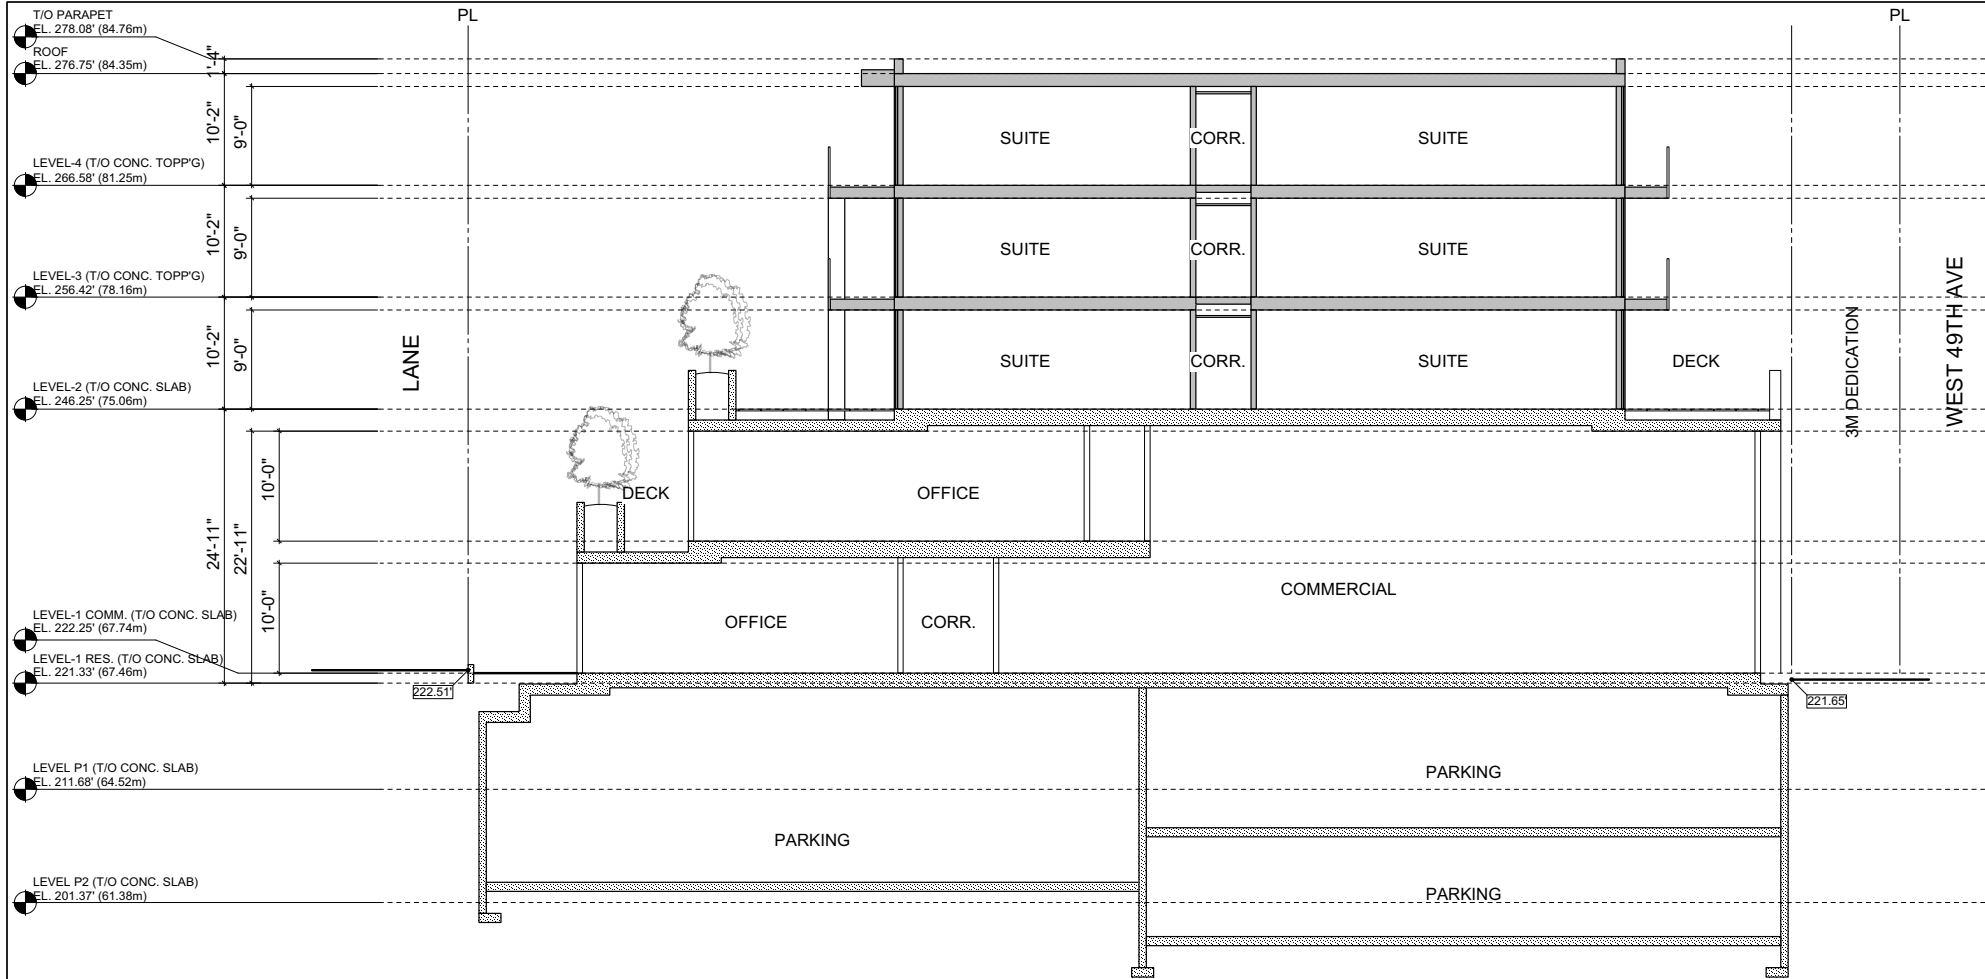 PL
PL
T/O PARAPET
EL. 278.08' (84.76m)
ROOF
EL. 276.75' (84.35m)
1'-4"
10'-2"
9'-0"
SUITE
CORR.
SUITE
LEVEL-4 (T/O CONC. TOPP'G)
EL. 266.58' (81.25m)
10'-2"
9'-0"
SUITE
CORR.
SUITE
LEVEL-3 (T/O CONC. TOPP'G)
EL. 256.42' (78.16m)
10'-2"
9'-0"
LANE
SUITE
CORR.
SUITE
DECK
3M DEDICATION
WEST 49TH AVE
LEVEL-2 (T/O CONC. SLAB)
EL. 246.25' (75.06m)
24'-11"
22'-11"
10'-0"
DECK
OFFICE
10'-0"
OFFICE
CORR.
COMMERCIAL
LEVEL-1 COMM. (T/O CONC. SLAB)
EL. 222.25' (67.74m)
LEVEL-1 RES. (T/O CONC. SLAB)
EL. 221.33' (67.46m)
222.51'
221.65
LEVEL P1 (T/O CONC. SLAB)
EL. 211.68' (64.52m)
PARKING
PARKING
LEVEL P2 (T/O CONC. SLAB)
EL. 201.37' (61.38m)
PARKING